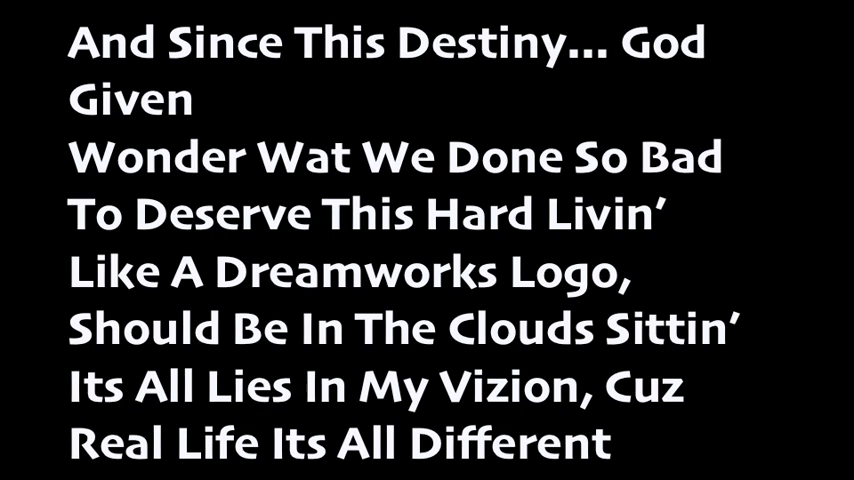 And Since This Destiny... God
Given
Wonder Wat We Done So Bad
To Deserve This Hard Livin’
Like A Dreamworks Logo,
Should Be In The Clouds Sittin’
Its All Lies In My Vizion, Cuz
Real Life Its All Different